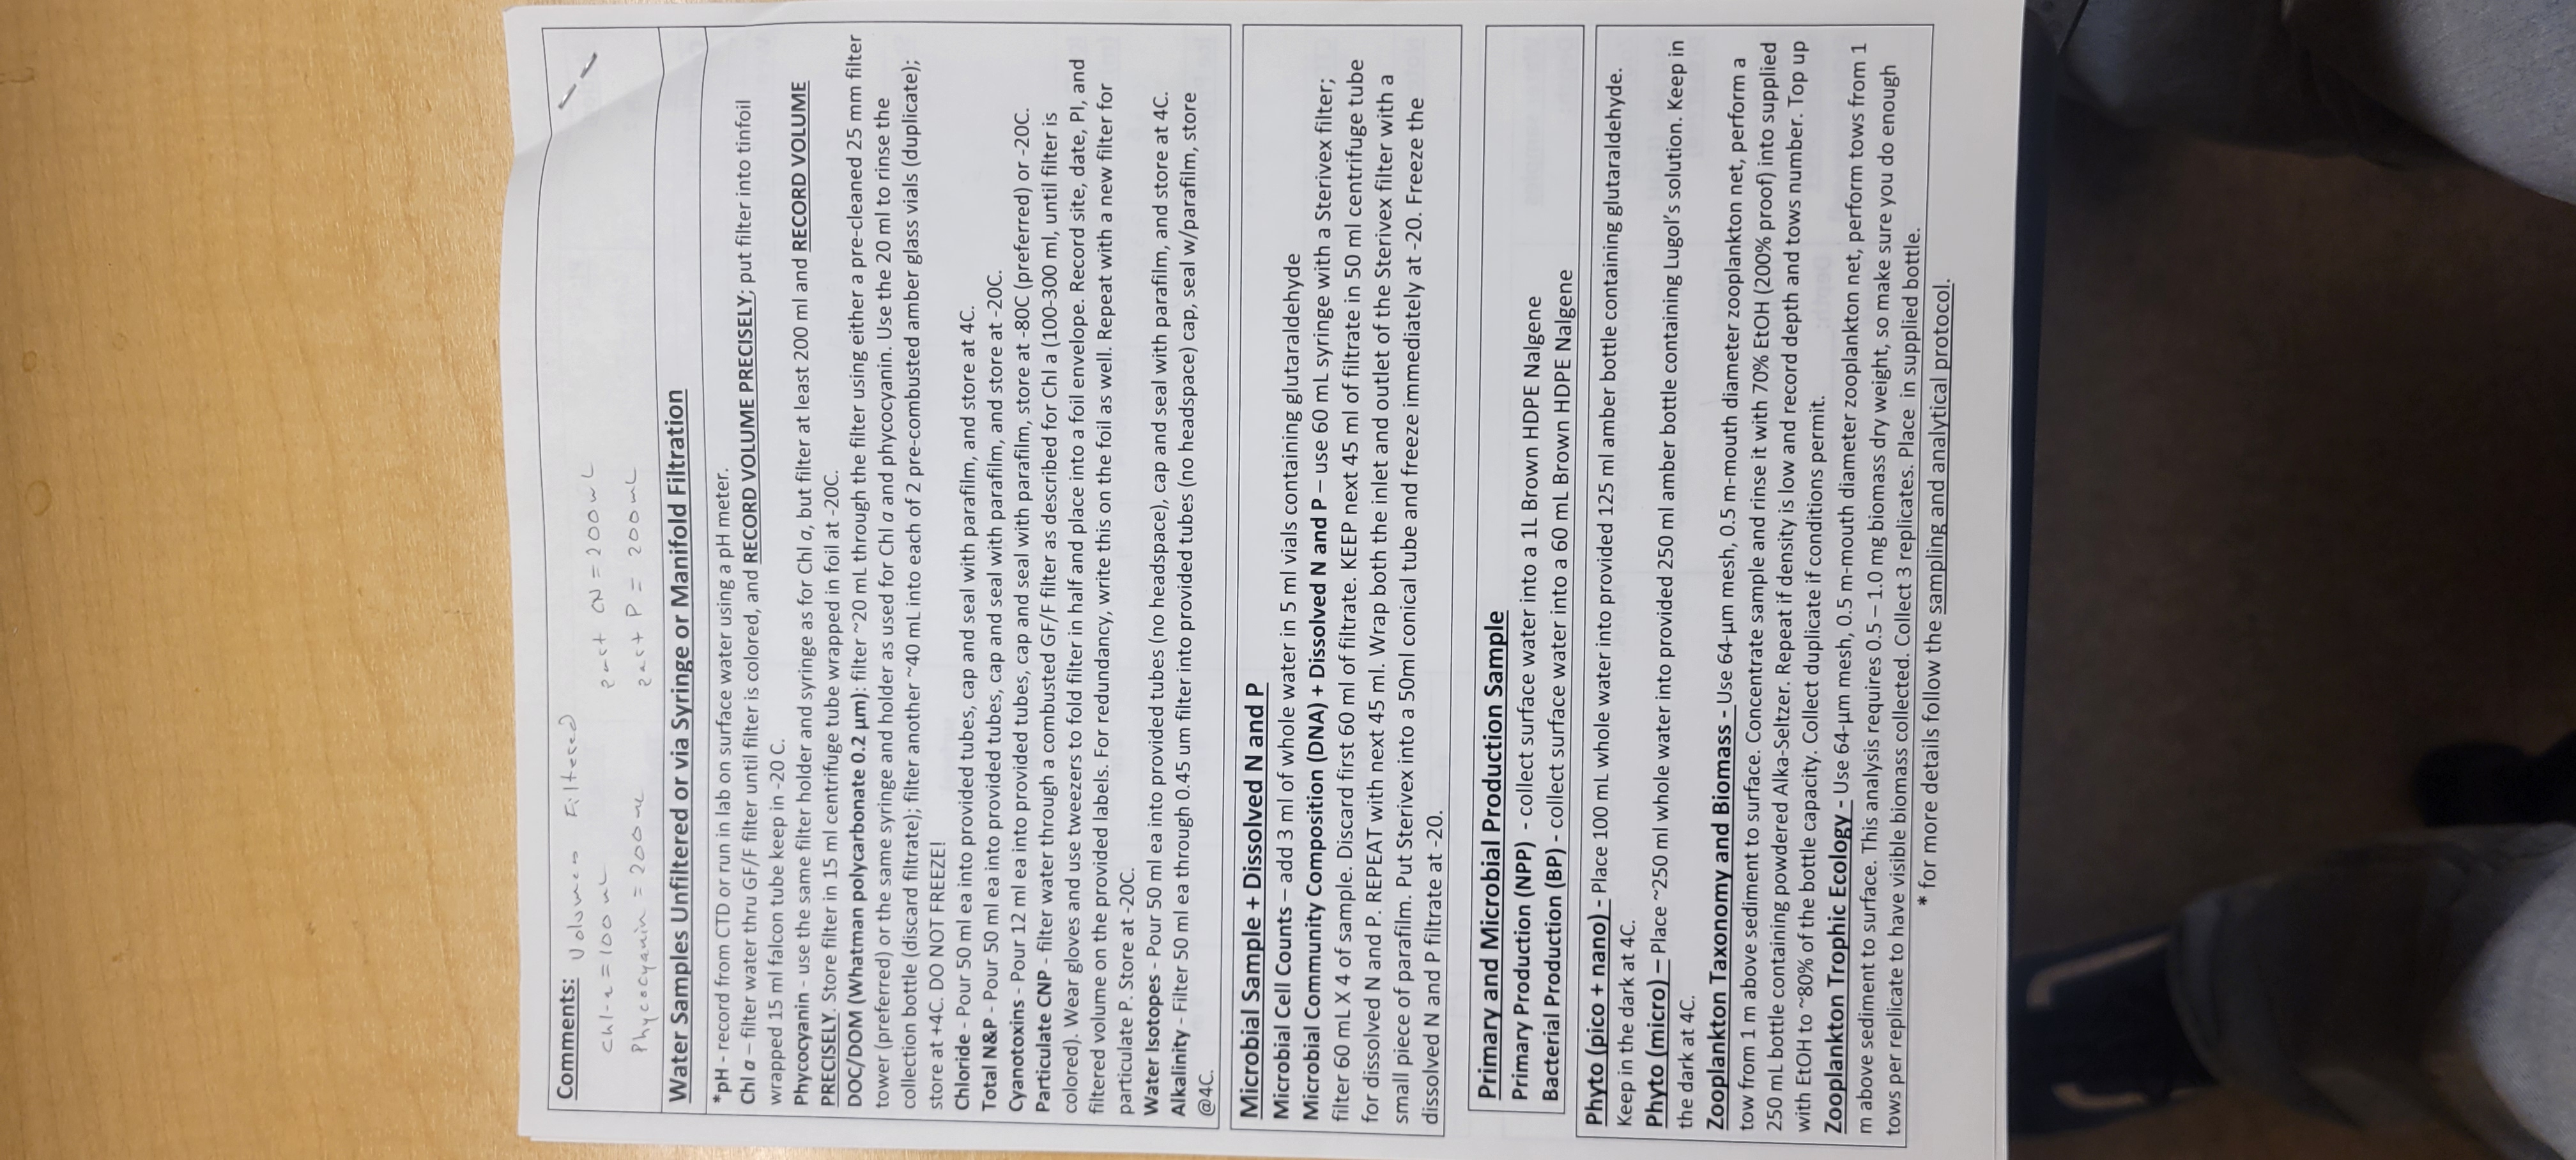 Comments: Volumes Filtered
Chl-a = 100 mL
part CN = 200 mL
Phycocyanin = 200 mL
part P = 200 mL
Water Samples Unfiltered or via Syringe or Manifold Filtration
*pH - record from CTD or run in lab on surface water using a pH meter.
Chl a – filter water thru GF/F filter until filter is colored, and RECORD VOLUME PRECISELY; put filter into tinfoil
wrapped 15 ml falcon tube keep in -20 C.
Phycocyanin - use the same filter holder and syringe as for Chl a, but filter at least 200 ml and RECORD VOLUME
PRECISELY. Store filter in 15 ml centrifuge tube wrapped in foil at -20C.
DOC/DOM (Whatman polycarbonate 0.2 µm): filter ~20 mL through the filter using either a pre-cleaned 25 mm filter
tower (preferred) or the same syringe and holder as used for Chl a and phycocyanin. Use the 20 ml to rinse the
collection bottle (discard filtrate); filter another ~40 mL into each of 2 pre-combusted amber glass vials (duplicate);
store at +4C. DO NOT FREEZE!
Chloride - Pour 50 ml ea into provided tubes, cap and seal with parafilm, and store at 4C.
Total N&P - Pour 50 ml ea into provided tubes, cap and seal with parafilm, and store at -20C.
Cyanotoxins - Pour 12 ml ea into provided tubes, cap and seal with parafilm, store at -80C (preferred) or -20C.
Particulate CNP - filter water through a combusted GF/F filter as described for Chl a (100-300 ml, until filter is
colored). Wear gloves and use tweezers to fold filter in half and place into a foil envelope. Record site, date, PI, and
filtered volume on the provided labels. For redundancy, write this on the foil as well. Repeat with a new filter for
particulate P. Store at -20C.
Water Isotopes - Pour 50 ml ea into provided tubes (no headspace), cap and seal with parafilm, and store at 4C.
Alkalinity - Filter 50 ml ea through 0.45 um filter into provided tubes (no headspace) cap, seal w/parafilm, store
@4C.
Microbial Sample + Dissolved N and P
Microbial Cell Counts – add 3 ml of whole water in 5 ml vials containing glutaraldehyde
Microbial Community Composition (DNA) + Dissolved N and P – use 60 mL syringe with a Sterivex filter;
filter 60 mL X 4 of sample. Discard first 60 ml of filtrate. KEEP next 45 ml of filtrate in 50 ml centrifuge tube
for dissolved N and P. REPEAT with next 45 ml. Wrap both the inlet and outlet of the Sterivex filter with a
small piece of parafilm. Put Sterivex into a 50ml conical tube and freeze immediately at -20. Freeze the
dissolved N and P filtrate at -20.
Primary and Microbial Production Sample
Primary Production (NPP) - collect surface water into a 1L Brown HDPE Nalgene
Bacterial Production (BP) - collect surface water into a 60 mL Brown HDPE Nalgene
Phyto (pico + nano) - Place 100 mL whole water into provided 125 ml amber bottle containing glutaraldehyde.
Keep in the dark at 4C.
Phyto (micro) – Place ~250 ml whole water into provided 250 ml amber bottle containing Lugol's solution. Keep in
the dark at 4C.
Zooplankton Taxonomy and Biomass - Use 64-µm mesh, 0.5 m-mouth diameter zooplankton net, perform a
tow from 1 m above sediment to surface. Concentrate sample and rinse it with 70% EtOH (200% proof) into supplied
250 mL bottle containing powdered Alka-Seltzer. Repeat if density is low and record depth and tows number. Top up
with EtOH to ~80% of the bottle capacity. Collect duplicate if conditions permit.
Zooplankton Trophic Ecology - Use 64-µm mesh, 0.5 m-mouth diameter zooplankton net, perform tows from 1
m above sediment to surface. This analysis requires 0.5 – 1.0 mg biomass dry weight, so make sure you do enough
tows per replicate to have visible biomass collected. Collect 3 replicates. Place in supplied bottle.
* for more details follow the sampling and analytical protocol.